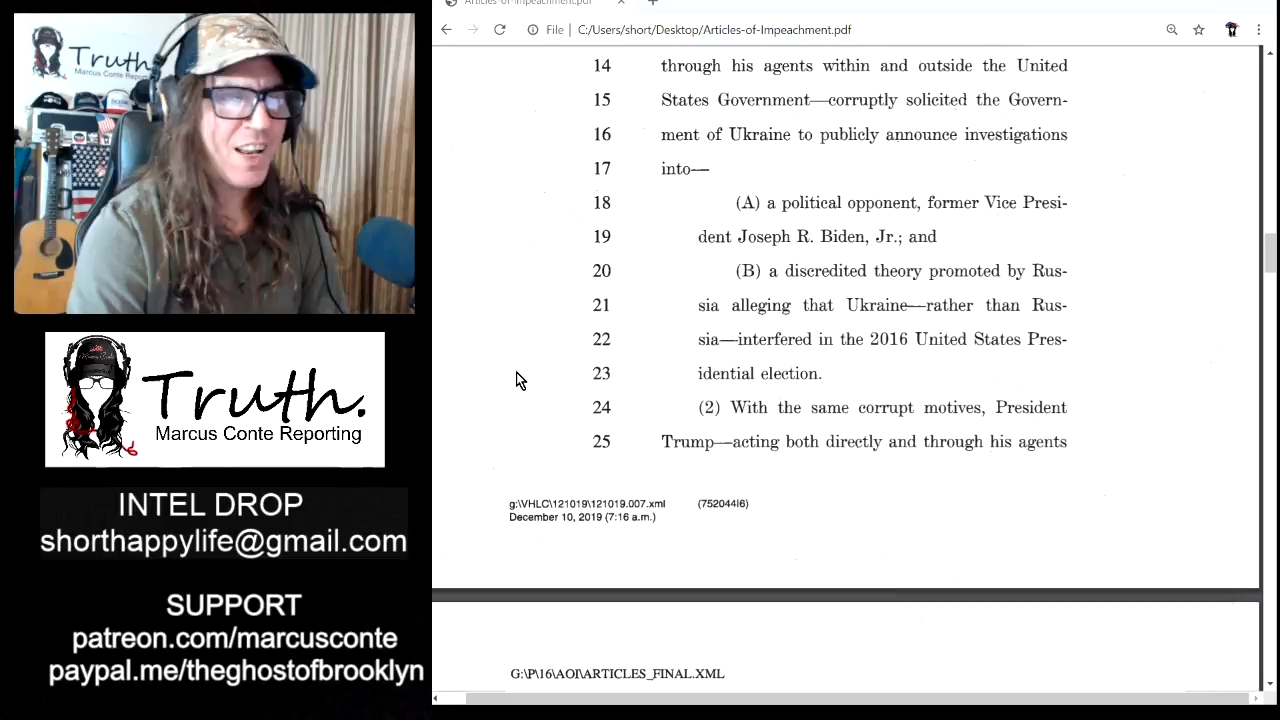 Truth.
Marcus Conte Reporting
Articles-of-Impeachment.pdf
File | C:/Users/short/Desktop/Articles-of-Impeachment.pdf
14 through his agents within and outside the United
15 States Government—corruptly solicited the Govern-
16 ment of Ukraine to publicly announce investigations
17 into—
18 (A) a political opponent, former Vice Presi-
19 dent Joseph R. Biden, Jr.; and
20 (B) a discredited theory promoted by Rus-
21 sia alleging that Ukraine—rather than Rus-
22 sia—interfered in the 2016 United States Pres-
23 idential election.
24 (2) With the same corrupt motives, President
25 Trump—acting both directly and through his agents
g:\VHLC\121019\121019.007.xml (752044|6)
December 10, 2019 (7:16 a.m.)
G:\P\16\AOI\ARTICLES_FINAL.XML
Truth.
Marcus Conte Reporting
INTEL DROP
shorthappylife@gmail.com
SUPPORT
patreon.com/marcusconte
paypal.me/theghostofbrooklyn